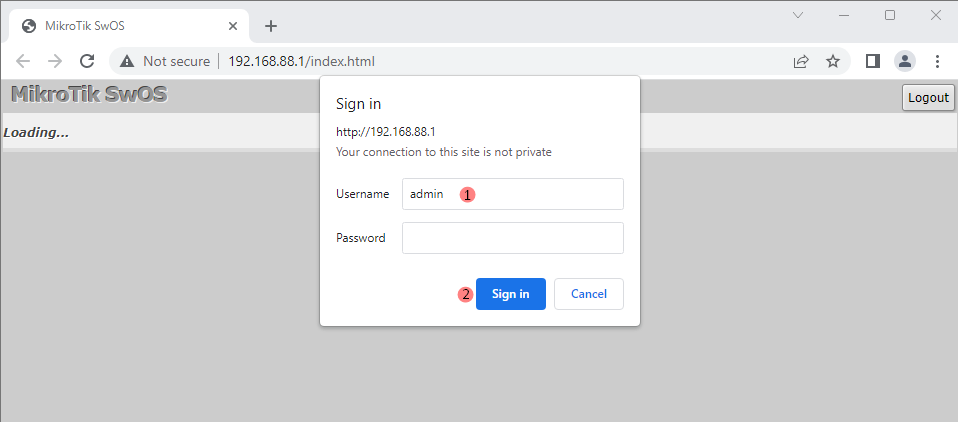 MikroTik SwOS
Not secure 192.168.88.1/index.html
MikroTik SwOS
Logout
Loading...
Sign in
http://192.168.88.1
Your connection to this site is not private
Username admin 1
Password
2 Sign in Cancel